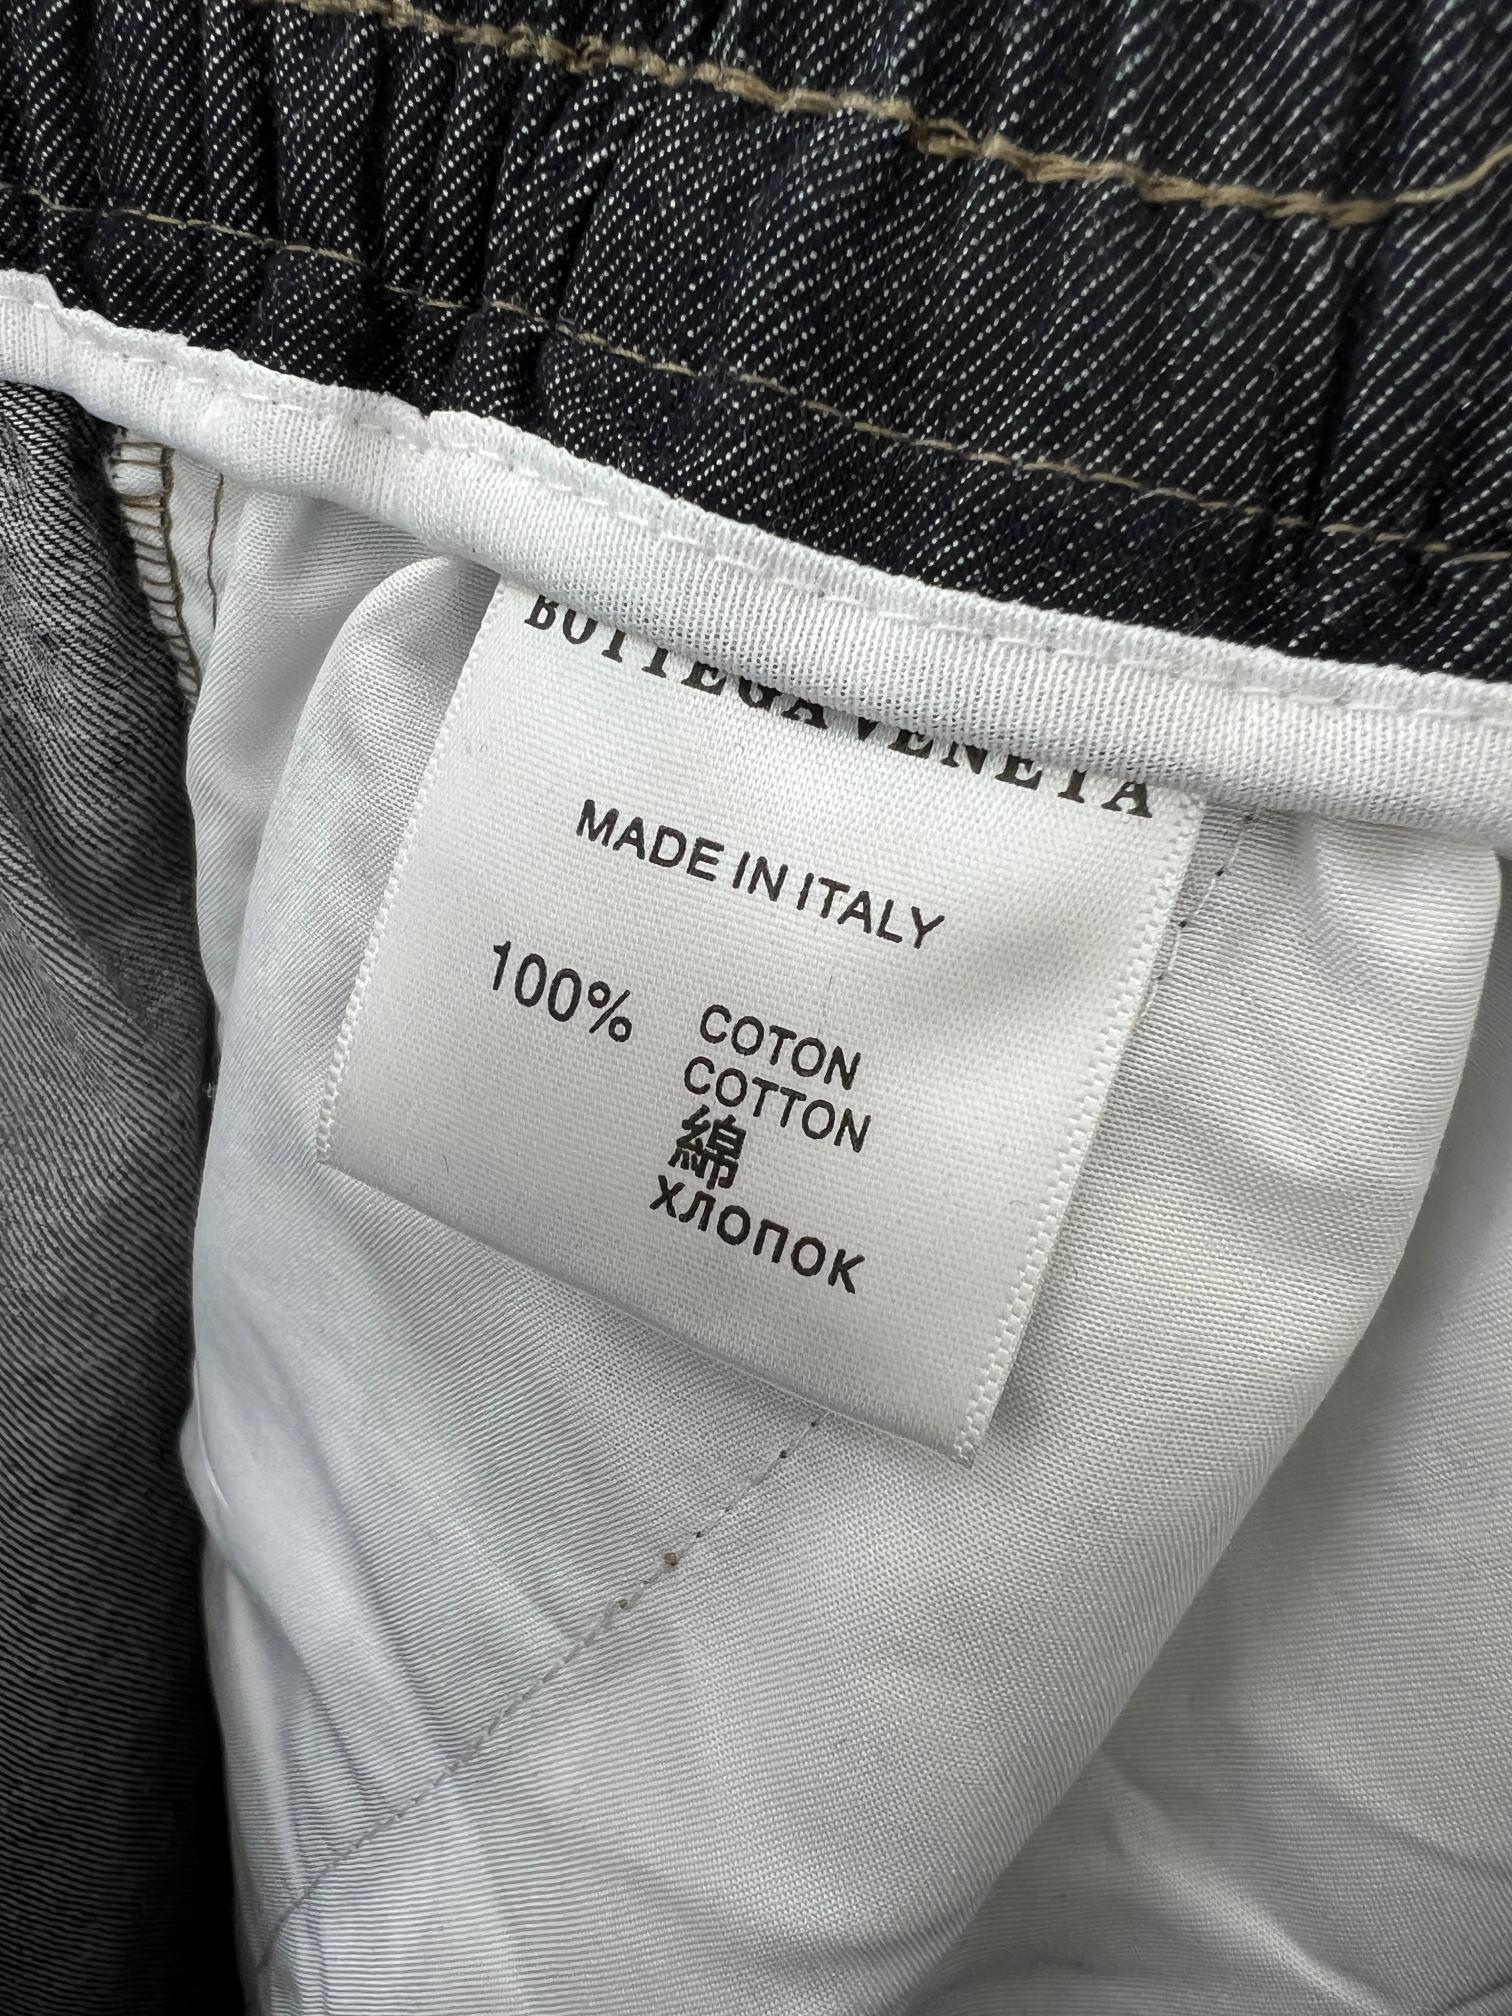 BOTTEGA VENETA
MADE IN ITALY
100% COTON
COTTON
綿
ХЛОПОК